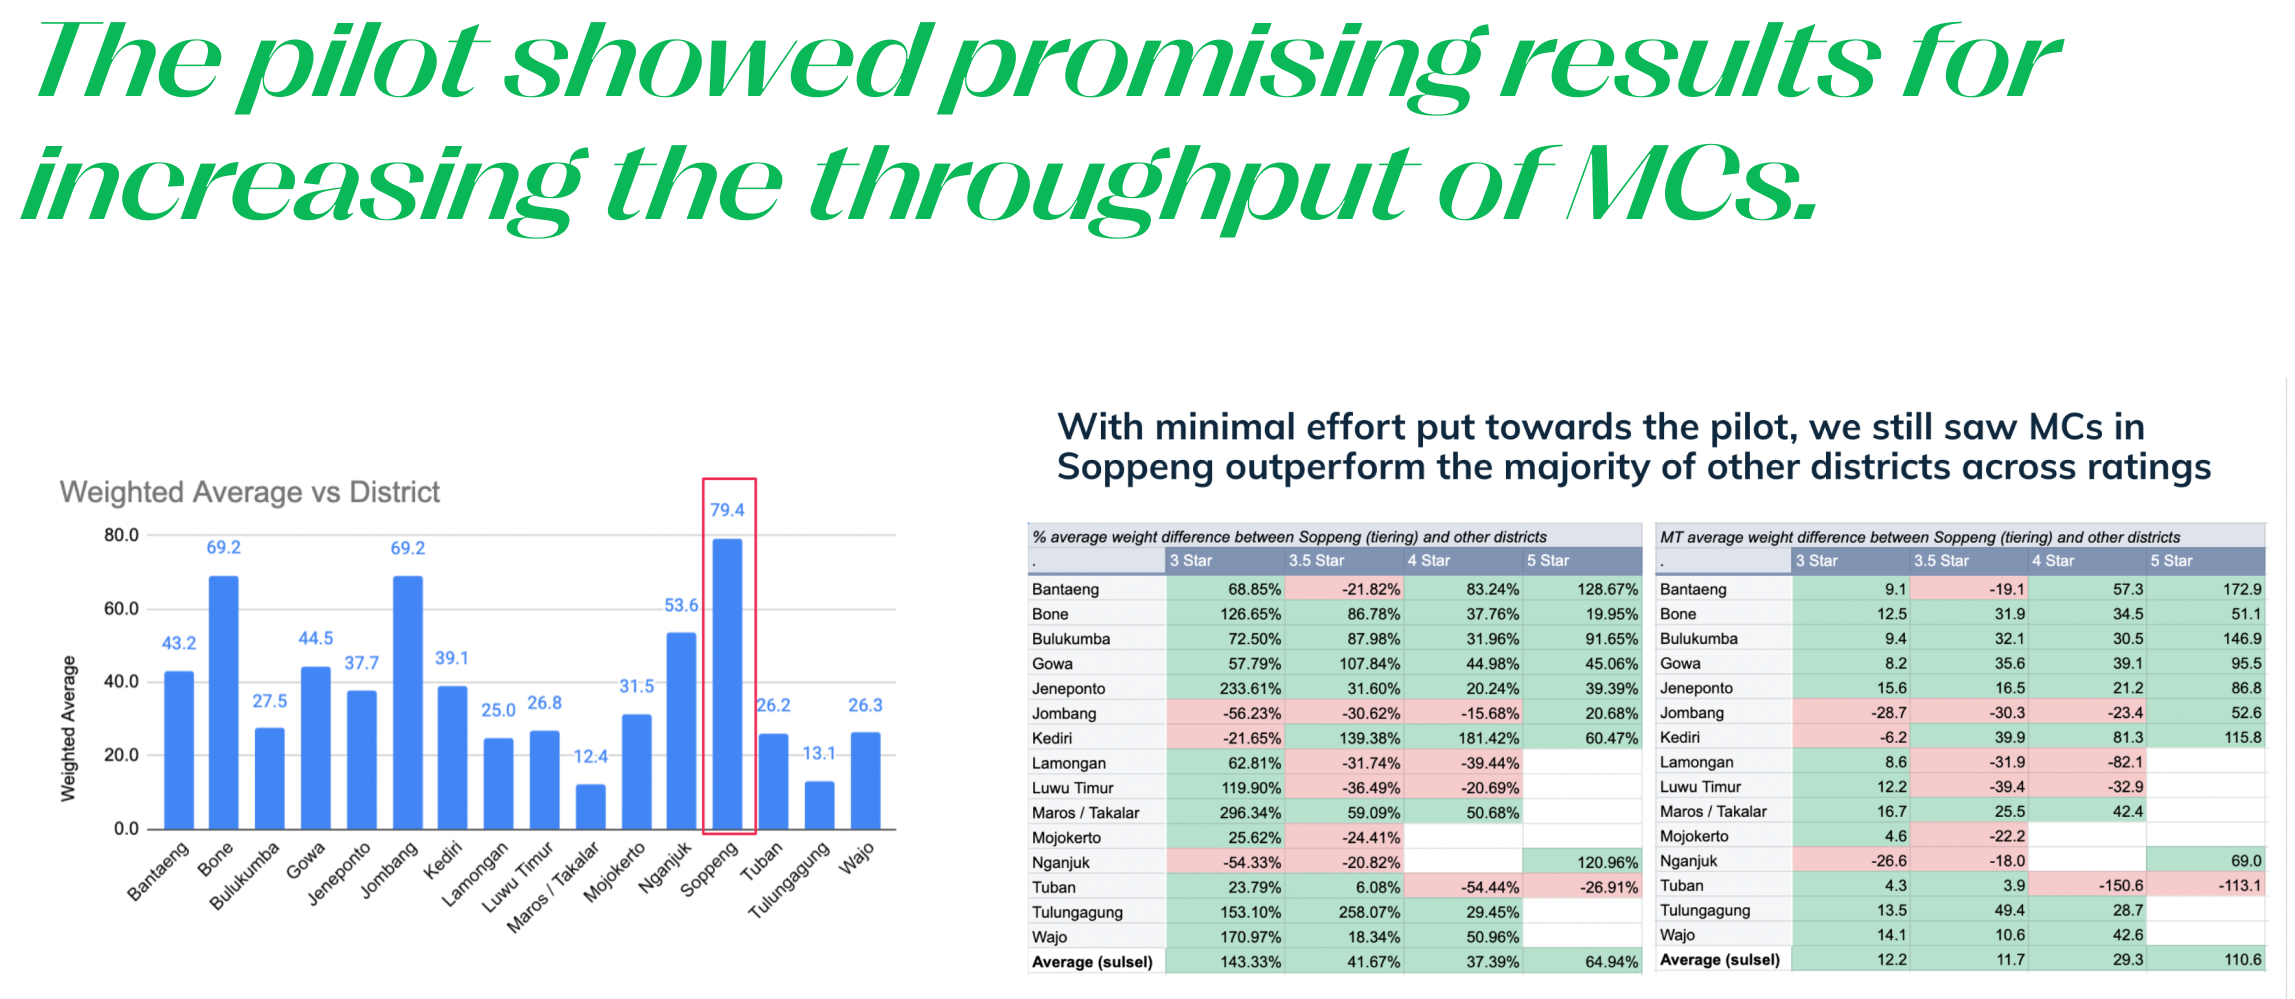 The pilot showed promising results for
increasing the throughput of MCs.
Weighted Average vs District
Weighted Average
80.0
60.0
40.0
20.0
0.0
43.2
69.2
27.5
44.5
37.7
69.2
39.1
25.0
26.8
12.4
31.5
53.6
79.4
26.2
13.1
26.3
Bantaeng
Bone
Bulukumba
Gowa
Jeneponto
Jombang
Kediri
Lamongan
Luwu Timur
Maros / Takalar
Mojokerto
Nganjuk
Soppeng
Tuban
Tulungagung
Wajo
With minimal effort put towards the pilot, we still saw MCs in
Soppeng outperform the majority of other districts across ratings
% average weight difference between Soppeng (tiering) and other districts
. 3 Star 3.5 Star 4 Star 5 Star
Bantaeng 68.85% -21.82% 83.24% 128.67%
Bone 126.65% 86.78% 37.76% 19.95%
Bulukumba 72.50% 87.98% 31.96% 91.65%
Gowa 57.79% 107.84% 44.98% 45.06%
Jeneponto 233.61% 31.60% 20.24% 39.39%
Jombang -56.23% -30.62% -15.68% 20.68%
Kediri -21.65% 139.38% 181.42% 60.47%
Lamongan 62.81% -31.74% -39.44%
Luwu Timur 119.90% -36.49% -20.69%
Maros / Takalar 296.34% 59.09% 50.68%
Mojokerto 25.62% -24.41%
Nganjuk -54.33% -20.82% 120.96%
Tuban 23.79% 6.08% -54.44% -26.91%
Tulungagung 153.10% 258.07% 29.45%
Wajo 170.97% 18.34% 50.96%
Average (sulsel) 143.33% 41.67% 37.39% 64.94%
MT average weight difference between Soppeng (tiering) and other districts
. 3 Star 3.5 Star 4 Star 5 Star
Bantaeng 9.1 -19.1 57.3 172.9
Bone 12.5 31.9 34.5 51.1
Bulukumba 9.4 32.1 30.5 146.9
Gowa 8.2 35.6 39.1 95.5
Jeneponto 15.6 16.5 21.2 86.8
Jombang -28.7 -30.3 -23.4 52.6
Kediri -6.2 39.9 81.3 115.8
Lamongan 8.6 -31.9 -82.1
Luwu Timur 12.2 -39.4 -32.9
Maros / Takalar 16.7 25.5 42.4
Mojokerto 4.6 -22.2
Nganjuk -26.6 -18.0 69.0
Tuban 4.3 3.9 -150.6 -113.1
Tulungagung 13.5 49.4 28.7
Wajo 14.1 10.6 42.6
Average (sulsel) 12.2 11.7 29.3 110.6